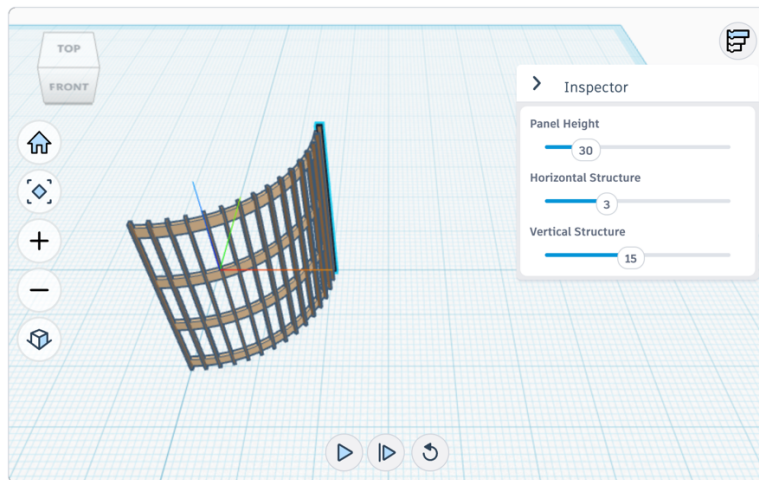 TOP
FRONT
Inspector
Panel Height
30
Horizontal Structure
3
Vertical Structure
15